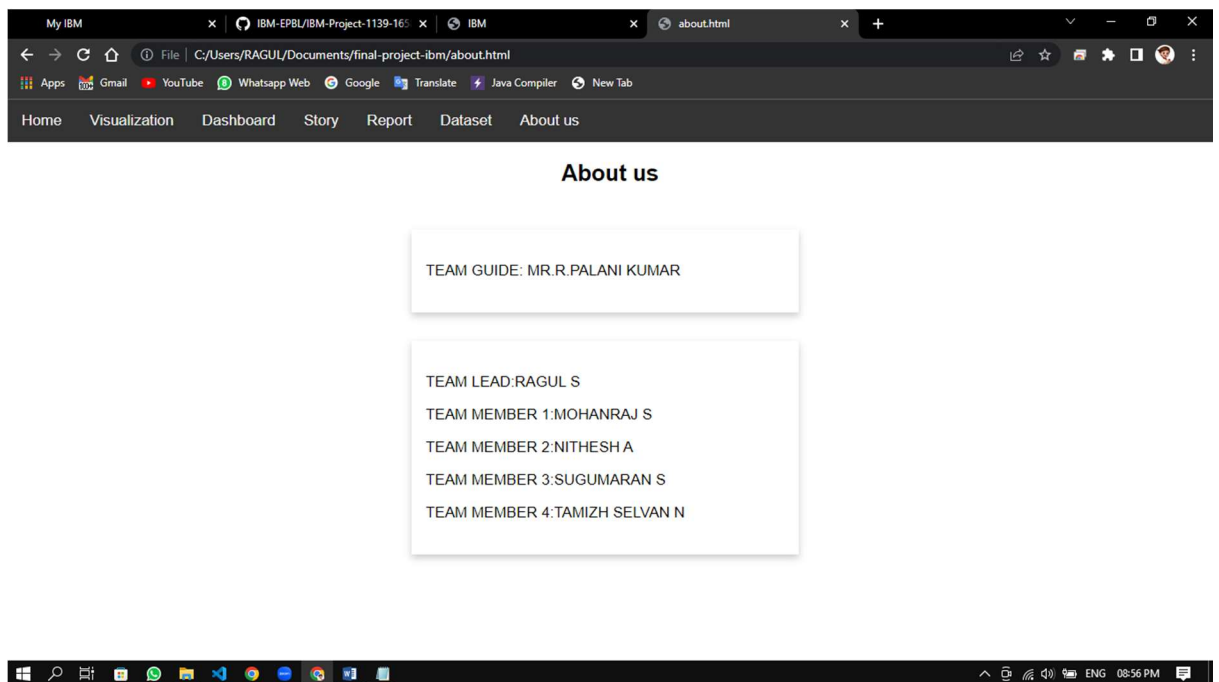 My IBM IBM-EPBL/IBM-Project-1139-165 IBM about.html
File C:/Users/RAGUL/Documents/final-project-ibm/about.html
Apps Gmail YouTube Whatsapp Web Google Translate Java Compiler New Tab
Home Visualization Dashboard Story Report Dataset About us
About us
TEAM GUIDE: MR.R.PALANI KUMAR
TEAM LEAD:RAGUL S
TEAM MEMBER 1:MOHANRAJ S
TEAM MEMBER 2:NITHESH A
TEAM MEMBER 3:SUGUMARAN S
TEAM MEMBER 4:TAMIZH SELVAN N
ENG 08:56 PM